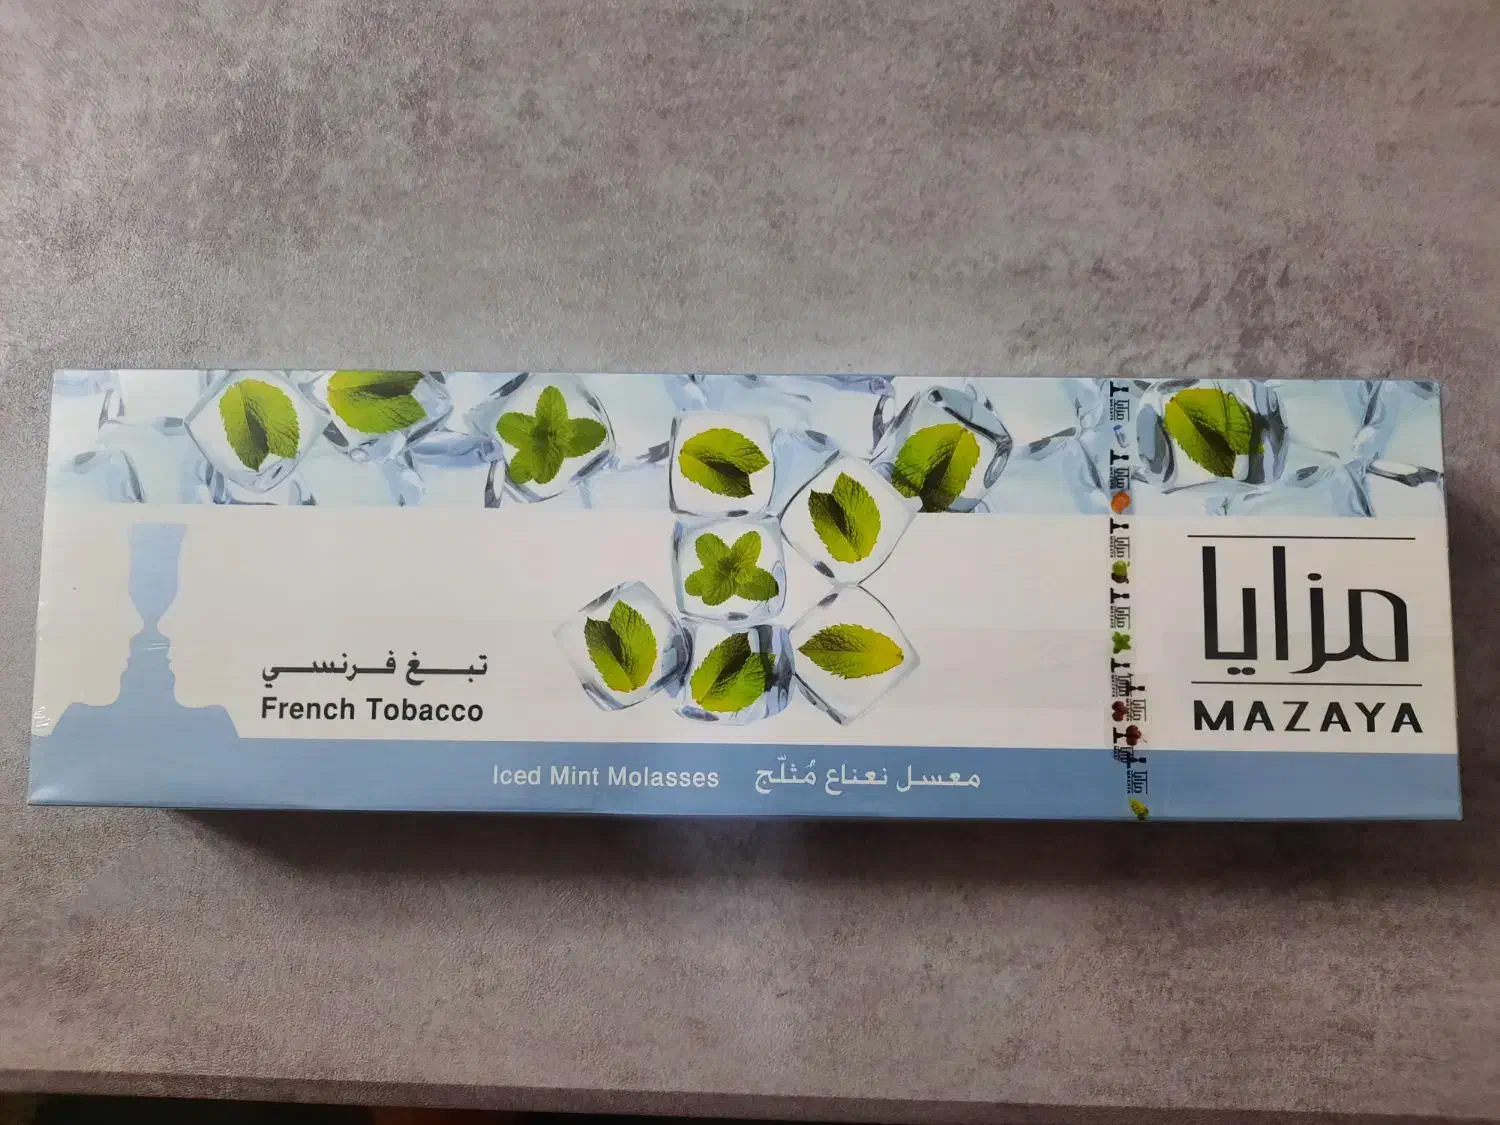 مزايا
MAZAYA
تبغ فرنسي
French Tobacco
Iced Mint Molasses معسل نعناع مُثلّج